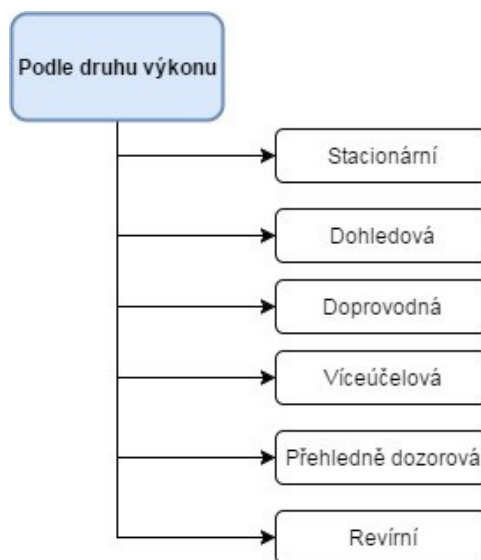 Podle druhu výkonu
Stacionární
Dohledová
Doprovodná
Víceúčelová
Přehledně dozorová
Revírní